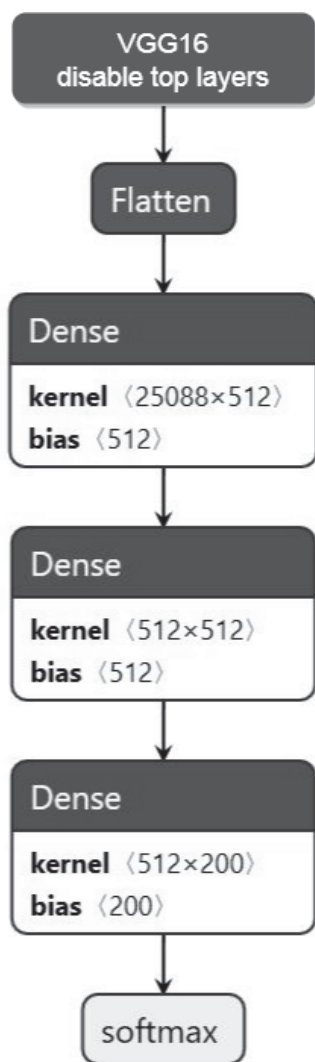 VGG16
disable top layers
Flatten
Dense
kernel 〈25088×512〉
bias 〈512〉
Dense
kernel 〈512×512〉
bias 〈512〉
Dense
kernel 〈512×200〉
bias 〈200〉
softmax